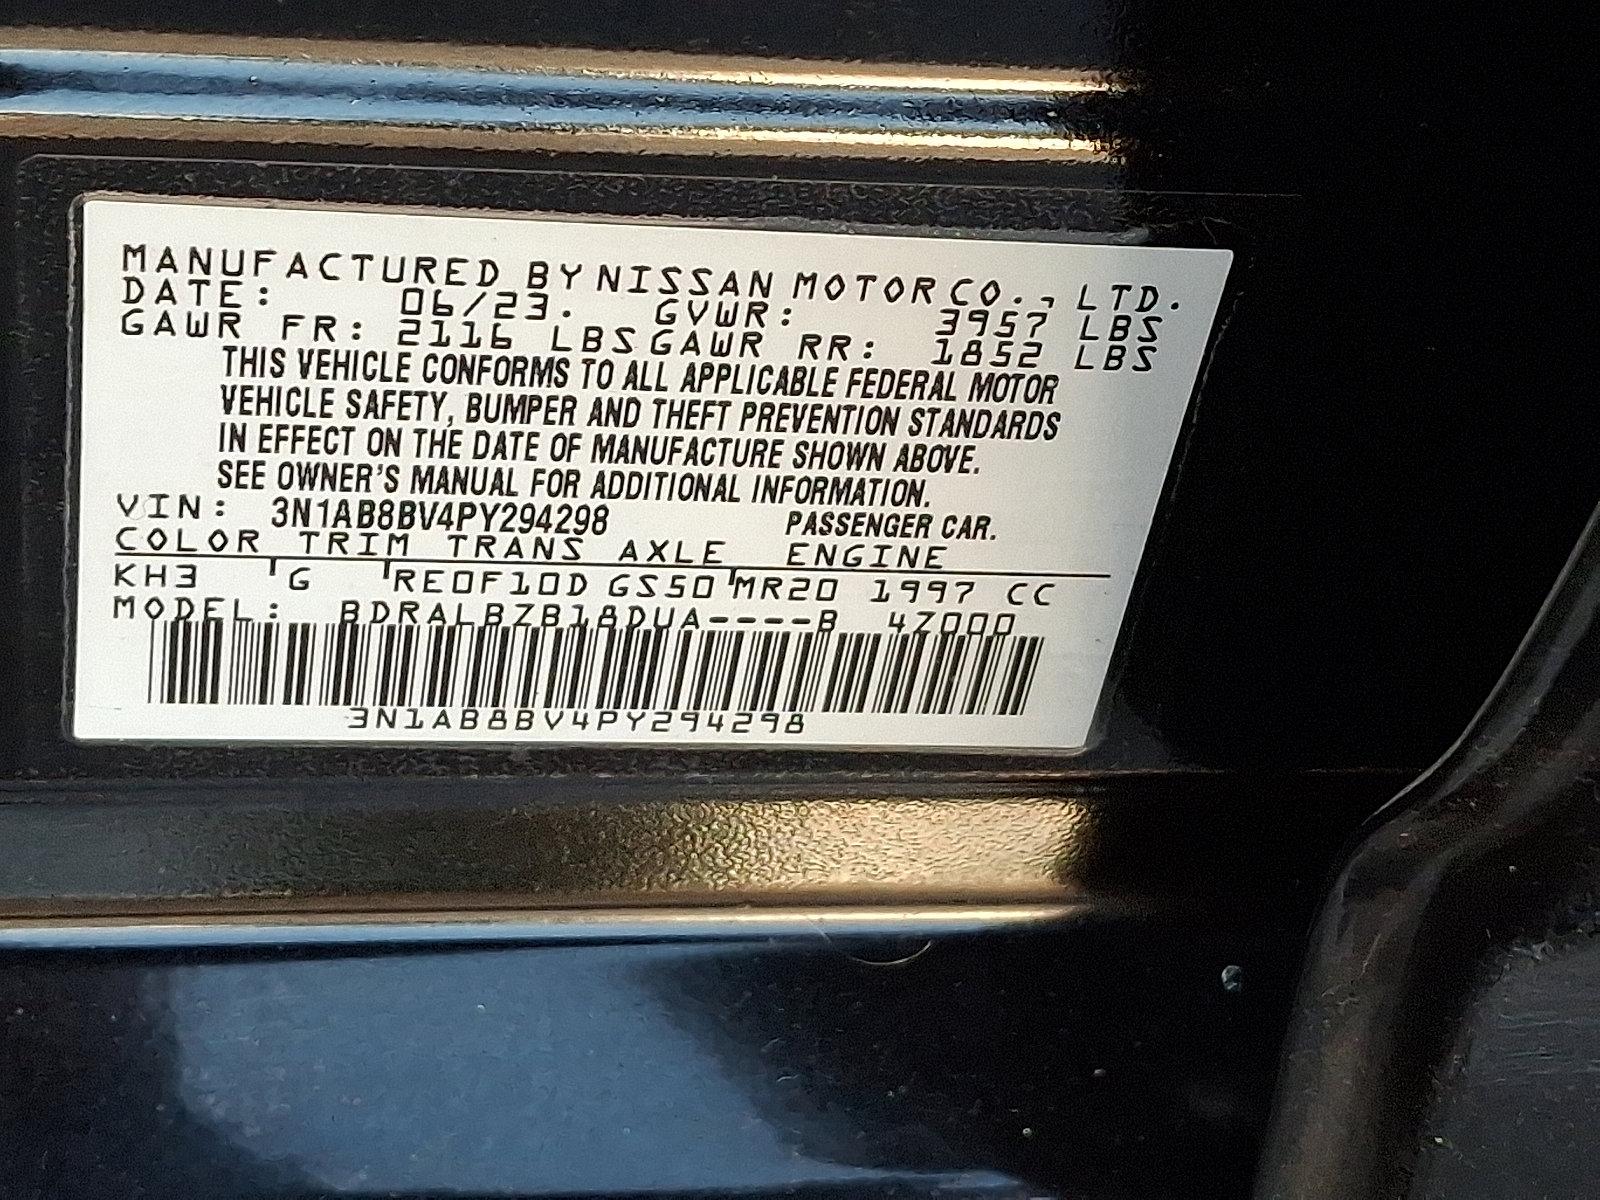 MANUFACTURED BY NISSAN MOTOR CO., LTD.
DATE: 06/23. GVWR: 3957 LBS
GAWR FR: 2116 LBS GAWR RR: 1852 LBS
THIS VEHICLE CONFORMS TO ALL APPLICABLE FEDERAL MOTOR
VEHICLE SAFETY, BUMPER AND THEFT PREVENTION STANDARDS
IN EFFECT ON THE DATE OF MANUFACTURE SHOWN ABOVE.
SEE OWNER'S MANUAL FOR ADDITIONAL INFORMATION.
VIN: 3N1AB8BV4PY294298 PASSENGER CAR.
COLOR TRIM TRANS AXLE ENGINE
KH3 G RE0F10D GS50 MR20 1997 CC
MODEL: BDRALBZB18DUA----B 4Z000
3N1AB8BV4PY294298